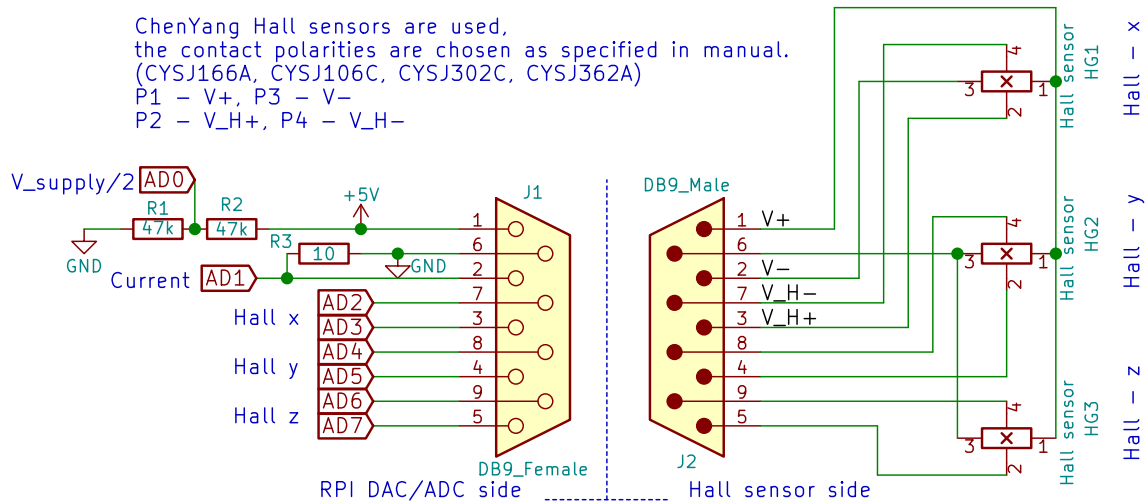 ChenYang Hall sensors are used,
the contact polarities are chosen as specified in manual.
(CYSJ166A, CYSJ106C, CYSJ302C, CYSJ362A)
P1 - V+, P3 - V-
P2 - V_H+, P4 - V_H-
V_supply/2
AD0
R1
47k
R2
47k
+5V
GND
R3
10
GND
Current
AD1
Hall x
AD2
AD3
Hall y
AD4
AD5
Hall z
AD6
AD7
J1
1
6
2
7
3
8
4
9
5
DB9_Female
RPI DAC/ADC side
DB9_Male
1
6
2
7
3
8
4
9
5
V+
V-
V_H-
V_H+
J2
Hall sensor side
4
3
1
2
Hall sensor
HG1
Hall - x
4
3
1
2
Hall sensor
HG2
Hall - y
4
3
1
2
Hall sensor
HG3
Hall - z